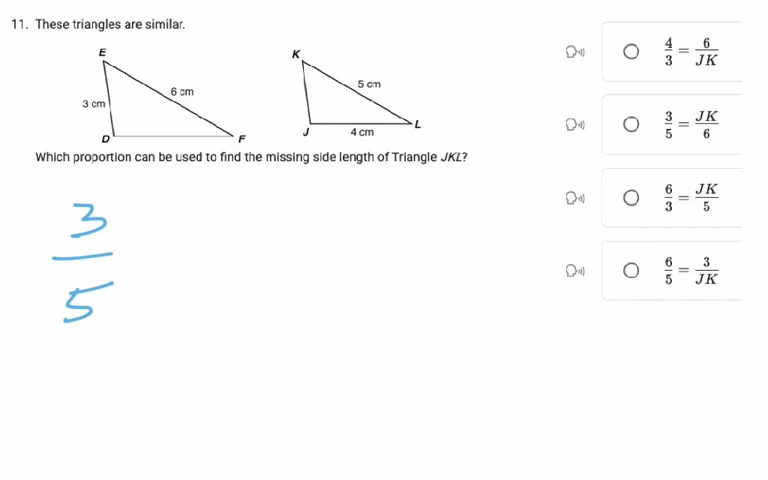 11. These triangles are similar.
E
6 cm
3 cm
D
F
K
5 cm
J
4 cm
L
Which proportion can be used to find the missing side length of Triangle JKL?
3
5
4/3 = 6/JK
3/5 = JK/6
6/3 = JK/5
6/5 = 3/JK